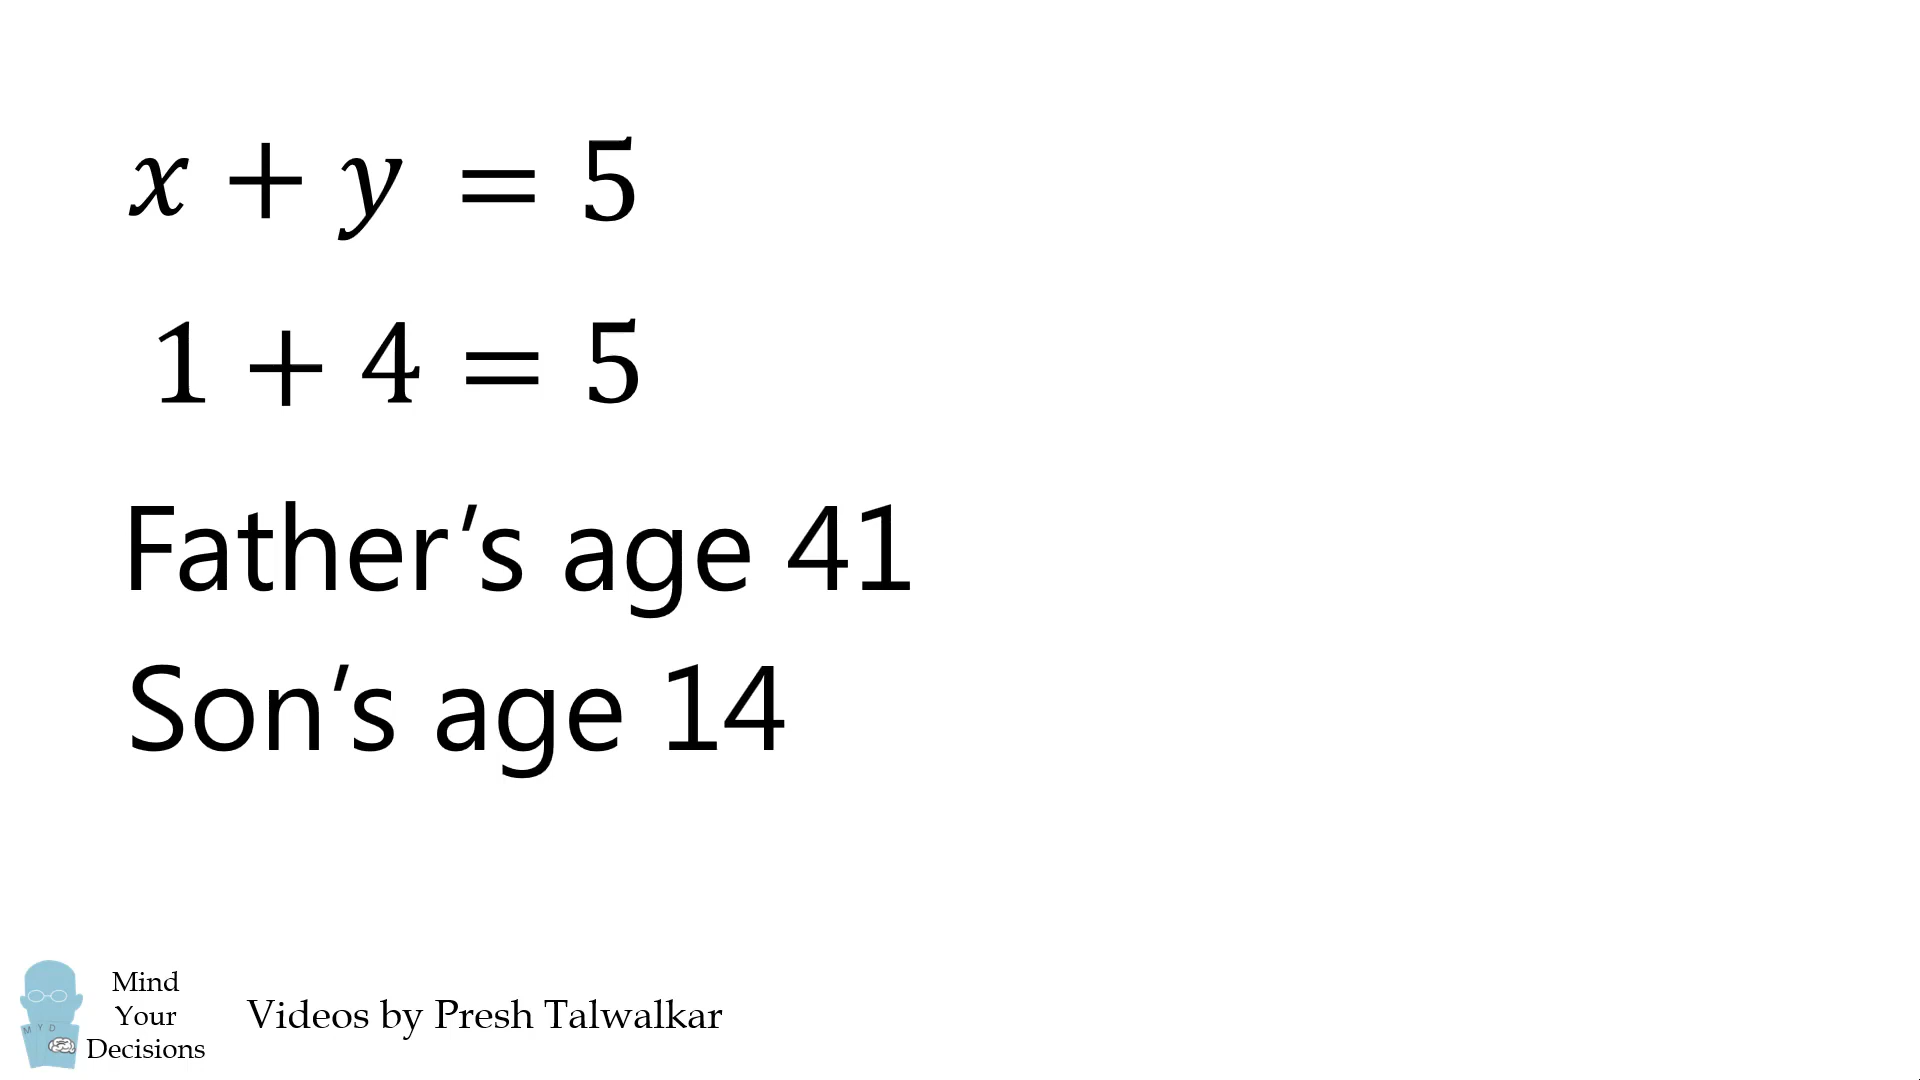 x + y = 5
1 + 4 = 5
Father's age 41
Son's age 14
Mind
Your
Decisions
M Y D
Videos by Presh Talwalkar